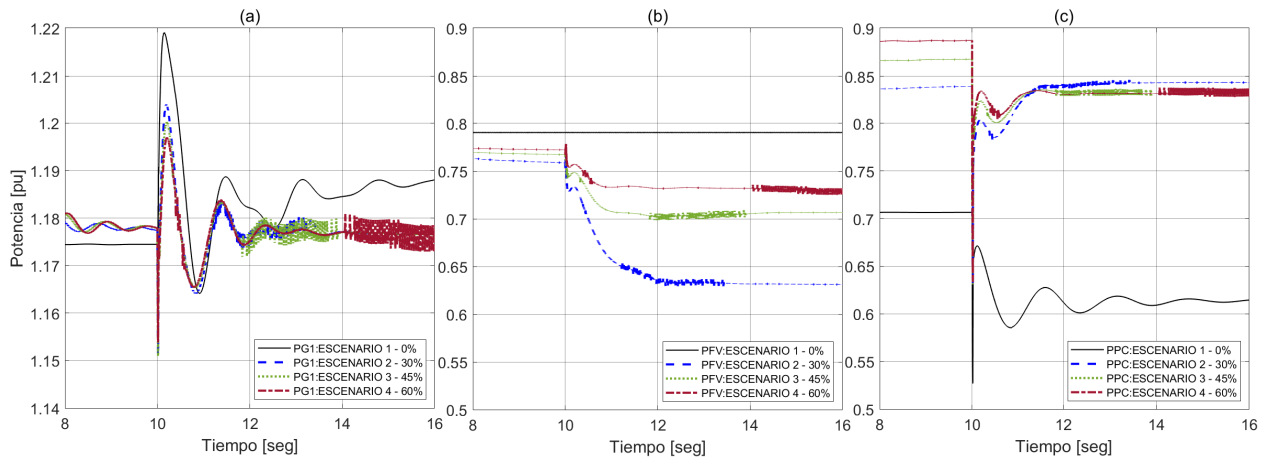 (a)
1.22
1.21
1.2
1.19
1.18
1.17
1.16
1.15
1.14
Potencia [pu]
8 10 12 14 16
Tiempo [seg]
PG1:ESCENARIO 1 - 0%
PG1:ESCENARIO 2 - 30%
PG1:ESCENARIO 3 - 45%
PG1:ESCENARIO 4 - 60%
(b)
0.9
0.85
0.8
0.75
0.7
0.65
0.6
0.55
0.5
8 10 12 14 16
Tiempo [seg]
PFV:ESCENARIO 1 - 0%
PFV:ESCENARIO 2 - 30%
PFV:ESCENARIO 3 - 45%
PFV:ESCENARIO 4 - 60%
(c)
0.9
0.85
0.8
0.75
0.7
0.65
0.6
0.55
0.5
8 10 12 14 16
Tiempo [seg]
PPC:ESCENARIO 1 - 0%
PPC:ESCENARIO 2 - 30%
PPC:ESCENARIO 3 - 45%
PPC:ESCENARIO 4 - 60%